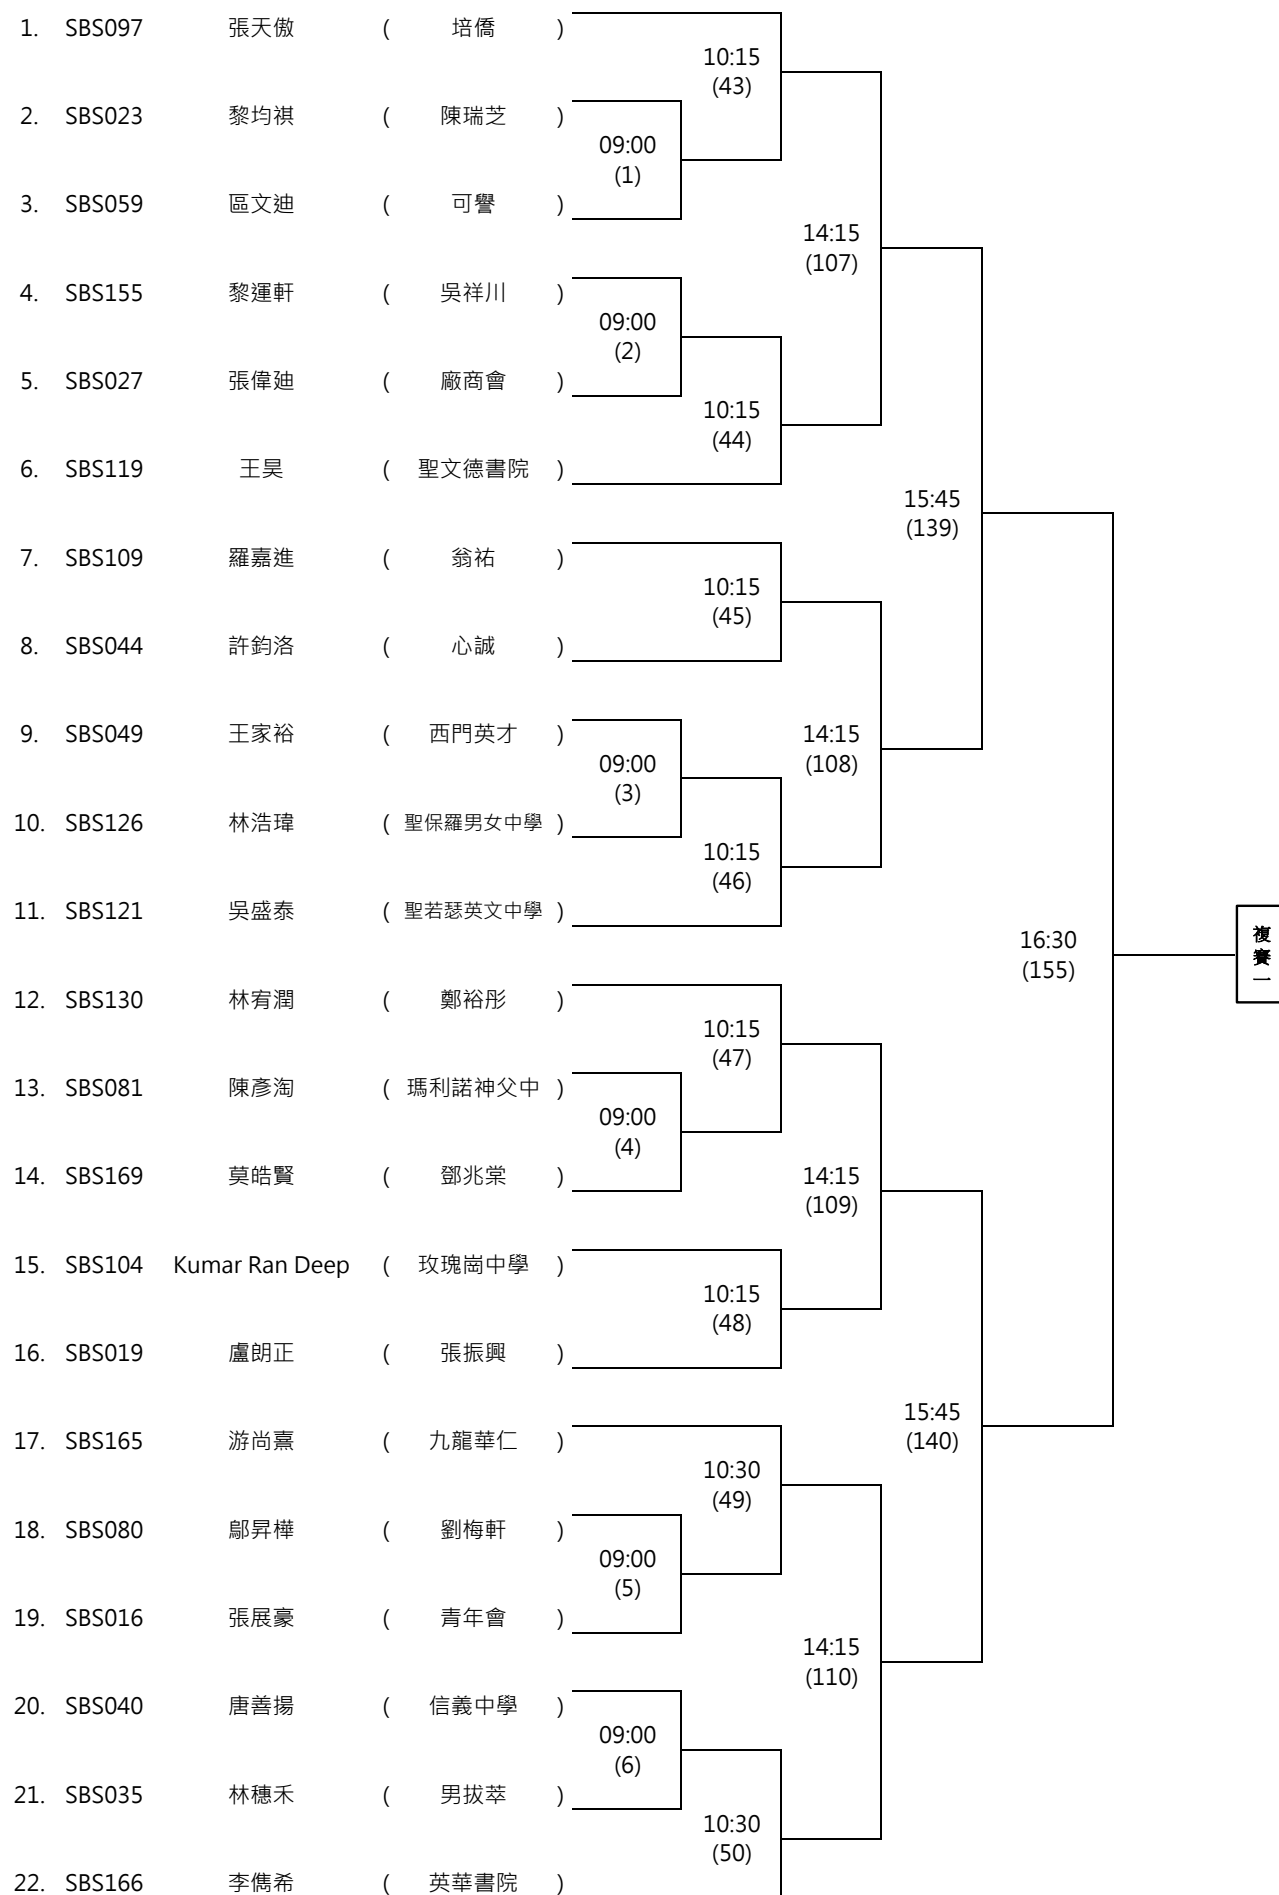 1. SBS097 張天傲 ( 培僑 )
10:15
(43)
2. SBS023 黎均祺 ( 陳瑞芝 )
09:00
(1)
3. SBS059 區文迪 ( 可譽 )
14:15
(107)
4. SBS155 黎運軒 ( 吳祥川 )
09:00
(2)
5. SBS027 張偉廸 ( 廠商會 )
10:15
(44)
6. SBS119 王昊 ( 聖文德書院 )
15:45
(139)
7. SBS109 羅嘉進 ( 翁祐 )
10:15
(45)
8. SBS044 許鈞洛 ( 心誠 )
9. SBS049 王家裕 ( 西門英才 )
14:15
(108)
09:00
(3)
10. SBS126 林浩瑋 ( 聖保羅男女中學 )
10:15
(46)
11. SBS121 吳盛泰 ( 聖若瑟英文中學 )
16:30
(155)
複賽一
12. SBS130 林宥潤 ( 鄭裕彤 )
10:15
(47)
13. SBS081 陳彥淘 ( 瑪利諾神父中 )
09:00
(4)
14. SBS169 莫皓賢 ( 鄧兆棠 )
14:15
(109)
15. SBS104 Kumar Ran Deep ( 玫瑰崗中學 )
10:15
(48)
16. SBS019 盧朗正 ( 張振興 )
15:45
(140)
17. SBS165 游尚熹 ( 九龍華仁 )
10:30
(49)
18. SBS080 鄔昇樺 ( 劉梅軒 )
09:00
(5)
19. SBS016 張展豪 ( 青年會 )
14:15
(110)
20. SBS040 唐善揚 ( 信義中學 )
09:00
(6)
21. SBS035 林穗禾 ( 男拔萃 )
10:30
(50)
22. SBS166 李儁希 ( 英華書院 )